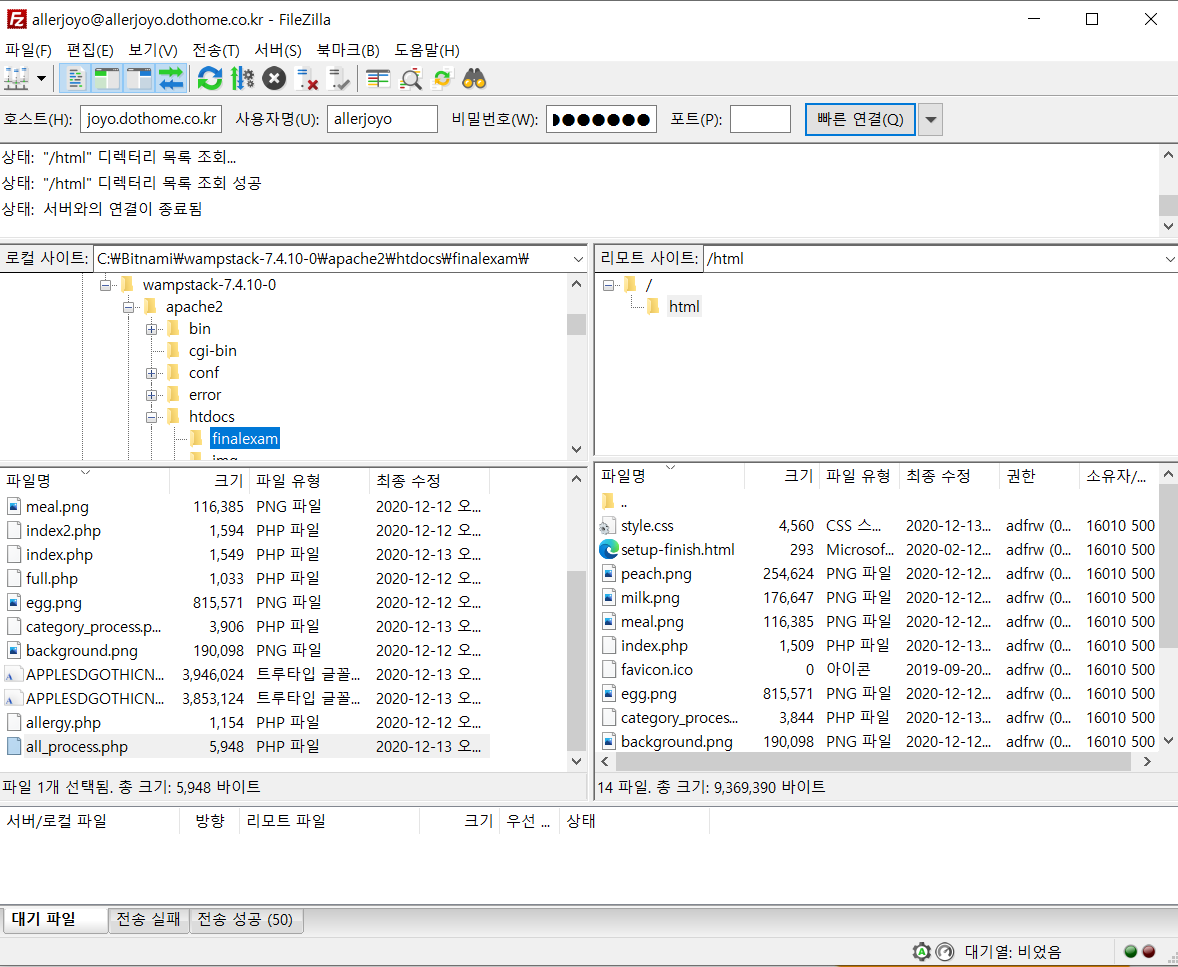 allerjoyo@allerjoyo.dothome.co.kr - FileZilla
파일(F) 편집(E) 보기(V) 전송(T) 서버(S) 북마크(B) 도움말(H)
호스트(H): joyo.dothome.co.kr 사용자명(U): allerjoyo 비밀번호(W): ●●●●●●● 포트(P): 빠른 연결(Q)
상태: "/html" 디렉터리 목록 조회...
상태: "/html" 디렉터리 목록 조회 성공
상태: 서버와의 연결이 종료됨
로컬 사이트: C:₩Bitnami₩wampstack-7.4.10-0₩apache2₩htdocs₩finalexam₩
wampstack-7.4.10-0
apache2
bin
cgi-bin
conf
error
htdocs
finalexam
파일명 크기 파일 유형 최종 수정
meal.png 116,385 PNG 파일 2020-12-12 오...
index2.php 1,594 PHP 파일 2020-12-12 오...
index.php 1,549 PHP 파일 2020-12-13 오...
full.php 1,033 PHP 파일 2020-12-12 오...
egg.png 815,571 PNG 파일 2020-12-12 오...
category_process.p... 3,906 PHP 파일 2020-12-13 오...
background.png 190,098 PNG 파일 2020-12-12 오...
APPLESDGOTHICN... 3,946,024 트루타입 글꼴... 2020-12-13 오...
APPLESDGOTHICN... 3,853,124 트루타입 글꼴... 2020-12-13 오...
allergy.php 1,154 PHP 파일 2020-12-12 오...
all_process.php 5,948 PHP 파일 2020-12-13 오...
파일 1개 선택됨. 총 크기: 5,948 바이트
리모트 사이트: /html
/
html
파일명 크기 파일 유형 최종 수정 권한 소유자/...
..
style.css 4,560 CSS 스... 2020-12-13... adfrw (0... 16010 500
setup-finish.html 293 Microsof... 2020-02-12... adfrw (0... 16010 500
peach.png 254,624 PNG 파일 2020-12-12... adfrw (0... 16010 500
milk.png 176,647 PNG 파일 2020-12-12... adfrw (0... 16010 500
meal.png 116,385 PNG 파일 2020-12-12... adfrw (0... 16010 500
index.php 1,509 PHP 파일 2020-12-13... adfrw (0... 16010 500
favicon.ico 0 아이콘 2019-09-20... adfrw (0... 16010 500
egg.png 815,571 PNG 파일 2020-12-12... adfrw (0... 16010 500
category_proces... 3,844 PHP 파일 2020-12-13... adfrw (0... 16010 500
background.png 190,098 PNG 파일 2020-12-12... adfrw (0... 16010 500
14 파일. 총 크기: 9,369,390 바이트
서버/로컬 파일 방향 리모트 파일 크기 우선 ... 상태
대기 파일 전송 실패 전송 성공 (50)
대기열: 비었음